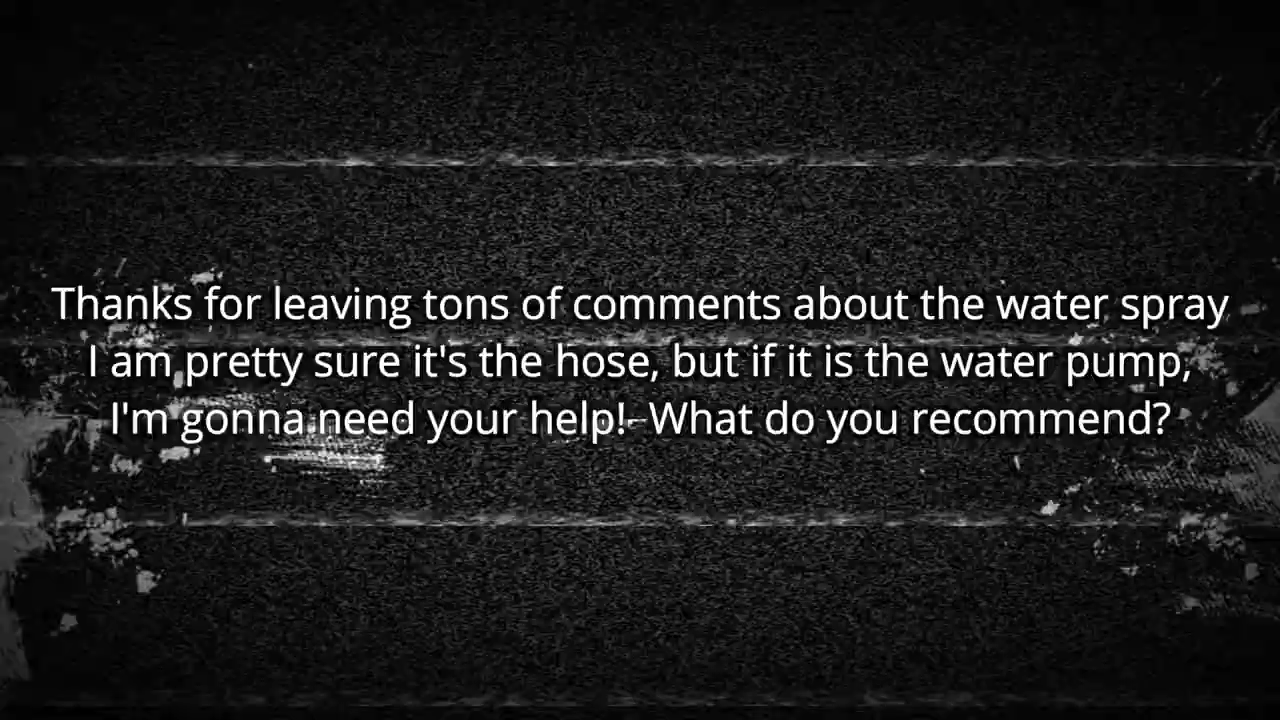 Thanks for leaving tons of comments about the water spray
I am pretty sure it's the hose, but if it is the water pump,
I'm gonna need your help!  What do you recommend?